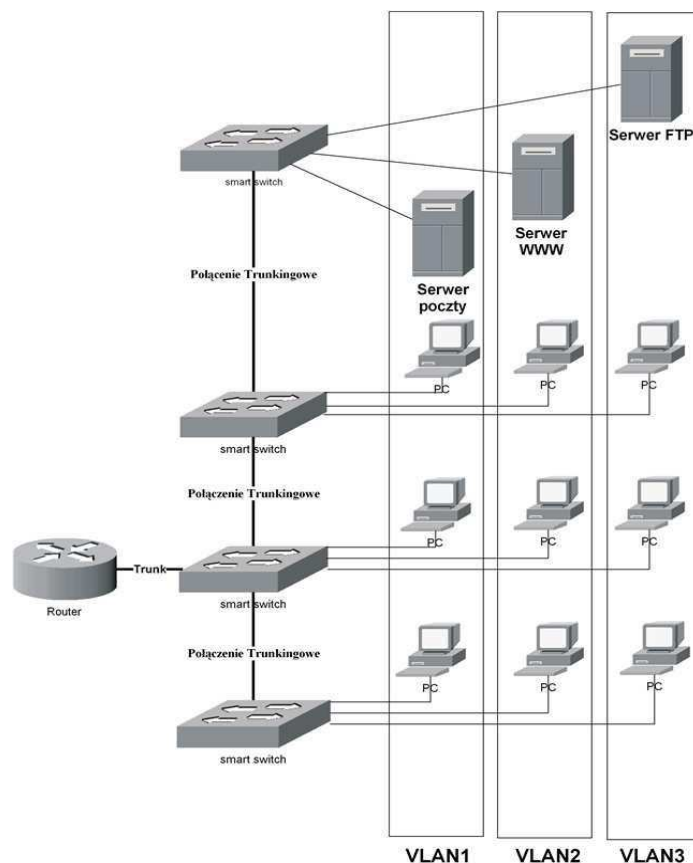 Serwer FTP
smart switch
Serwer
WWW
Połącenie Trunkingowe
Serwer
poczty
PC
PC
PC
smart switch
Połączenie Trunkingowe
PC
PC
PC
Trunk
smart switch
Router
Połączenie Trunkingowe
PC
PC
PC
smart switch
VLAN1
VLAN2
VLAN3